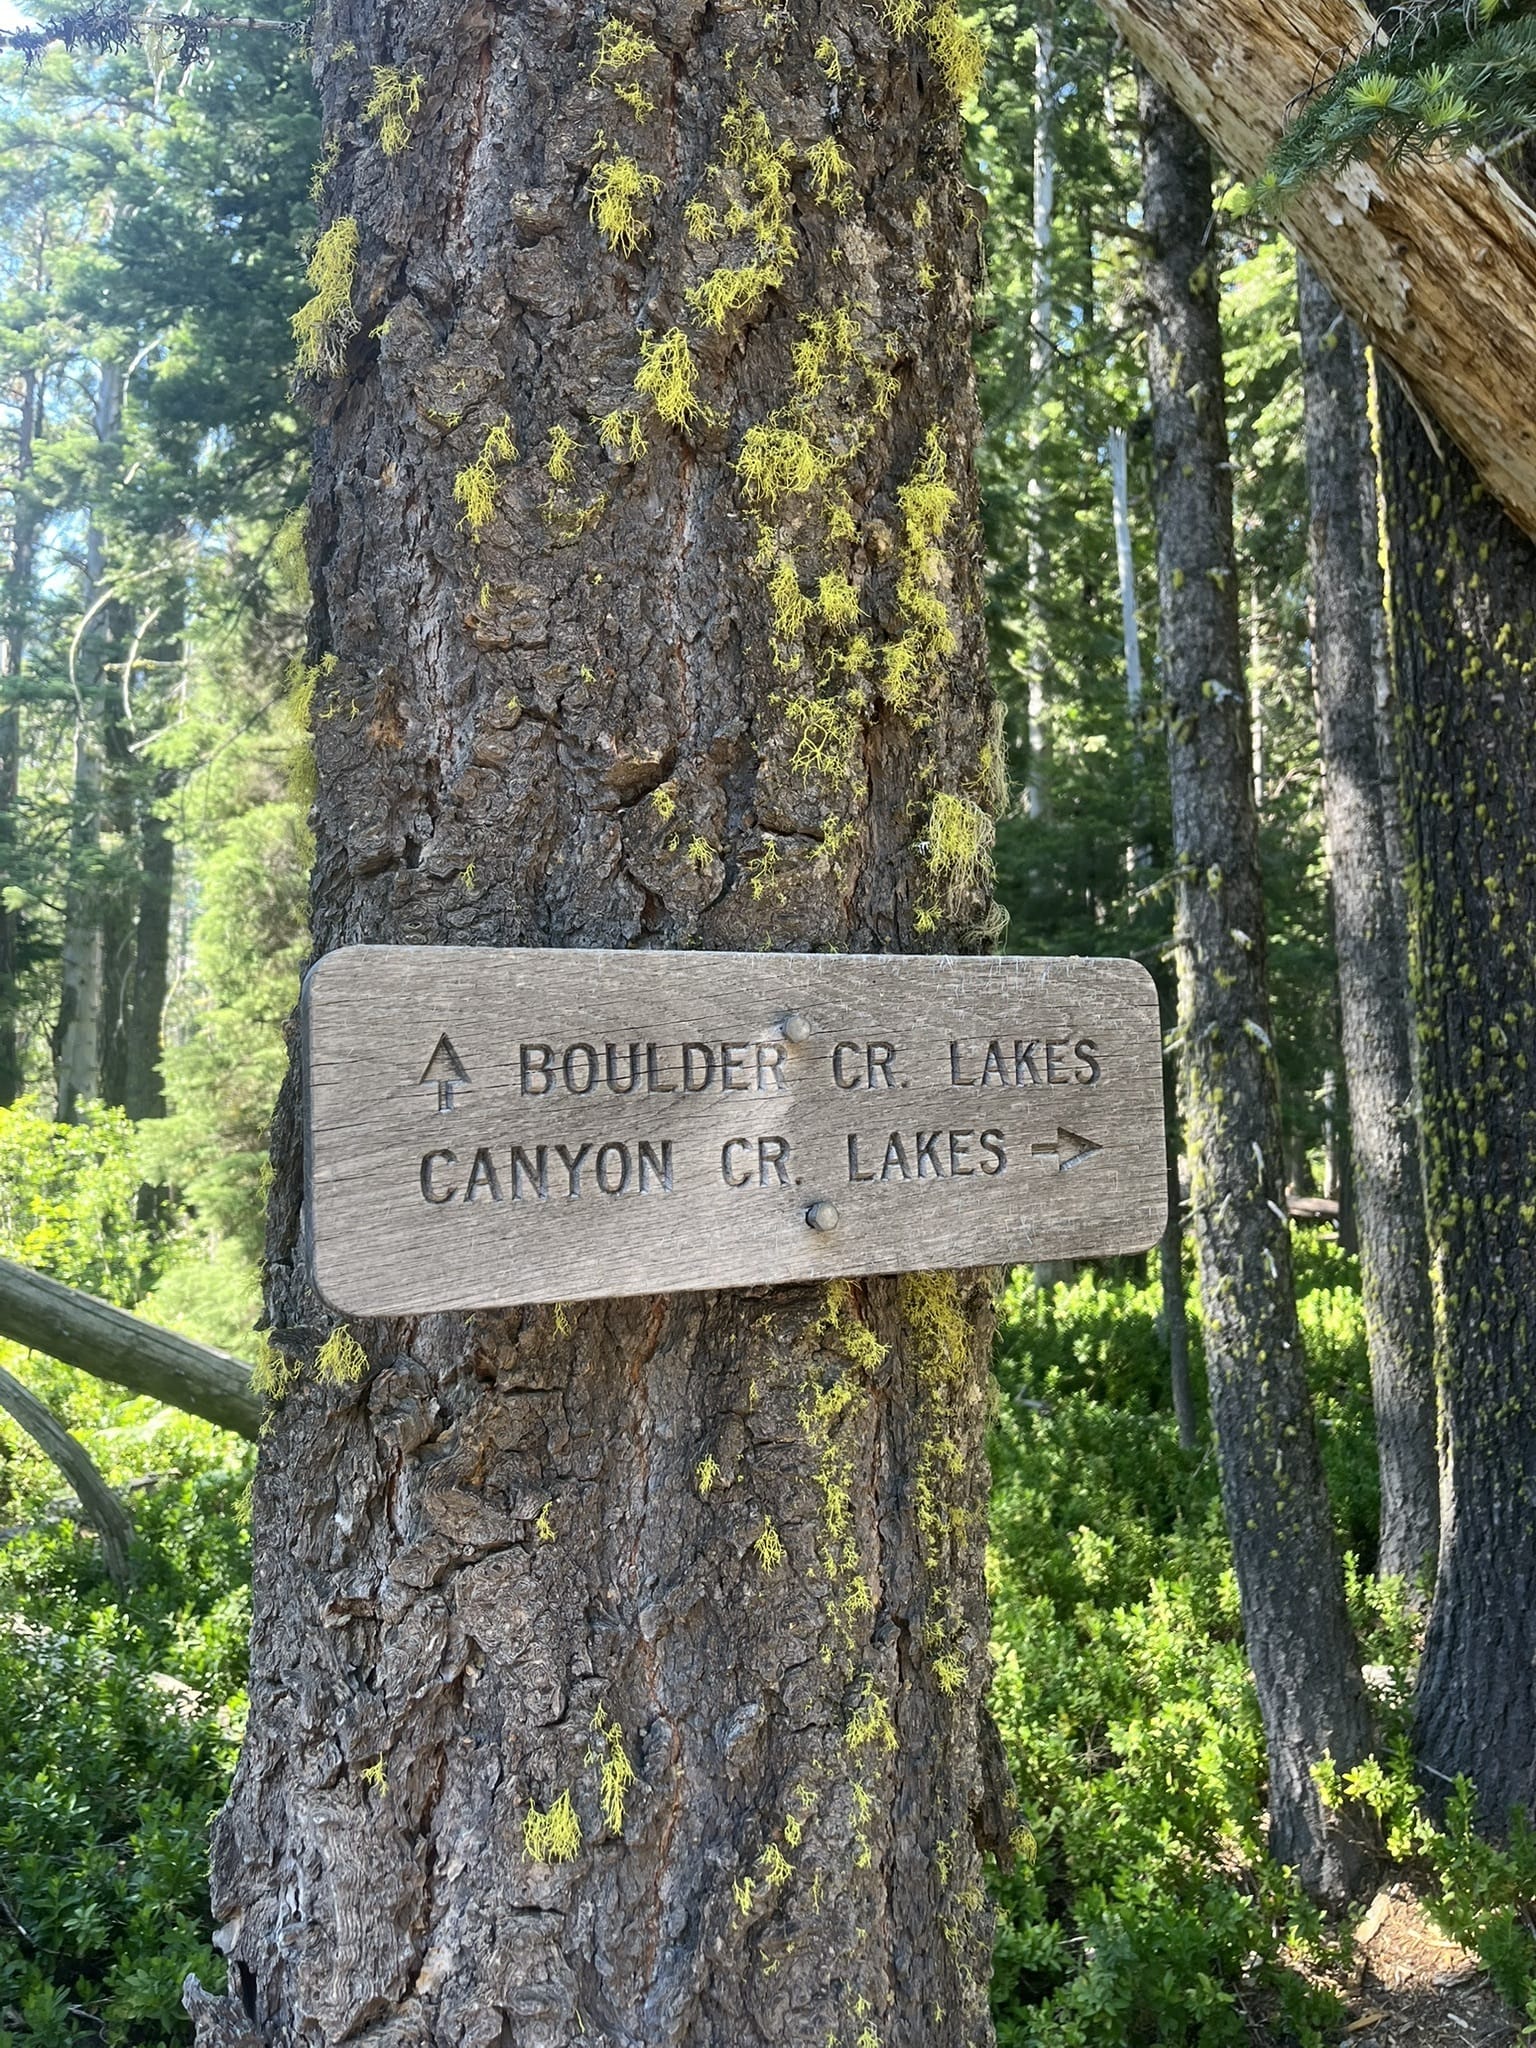 ↑ BOULDER CR. LAKES
CANYON CR. LAKES →